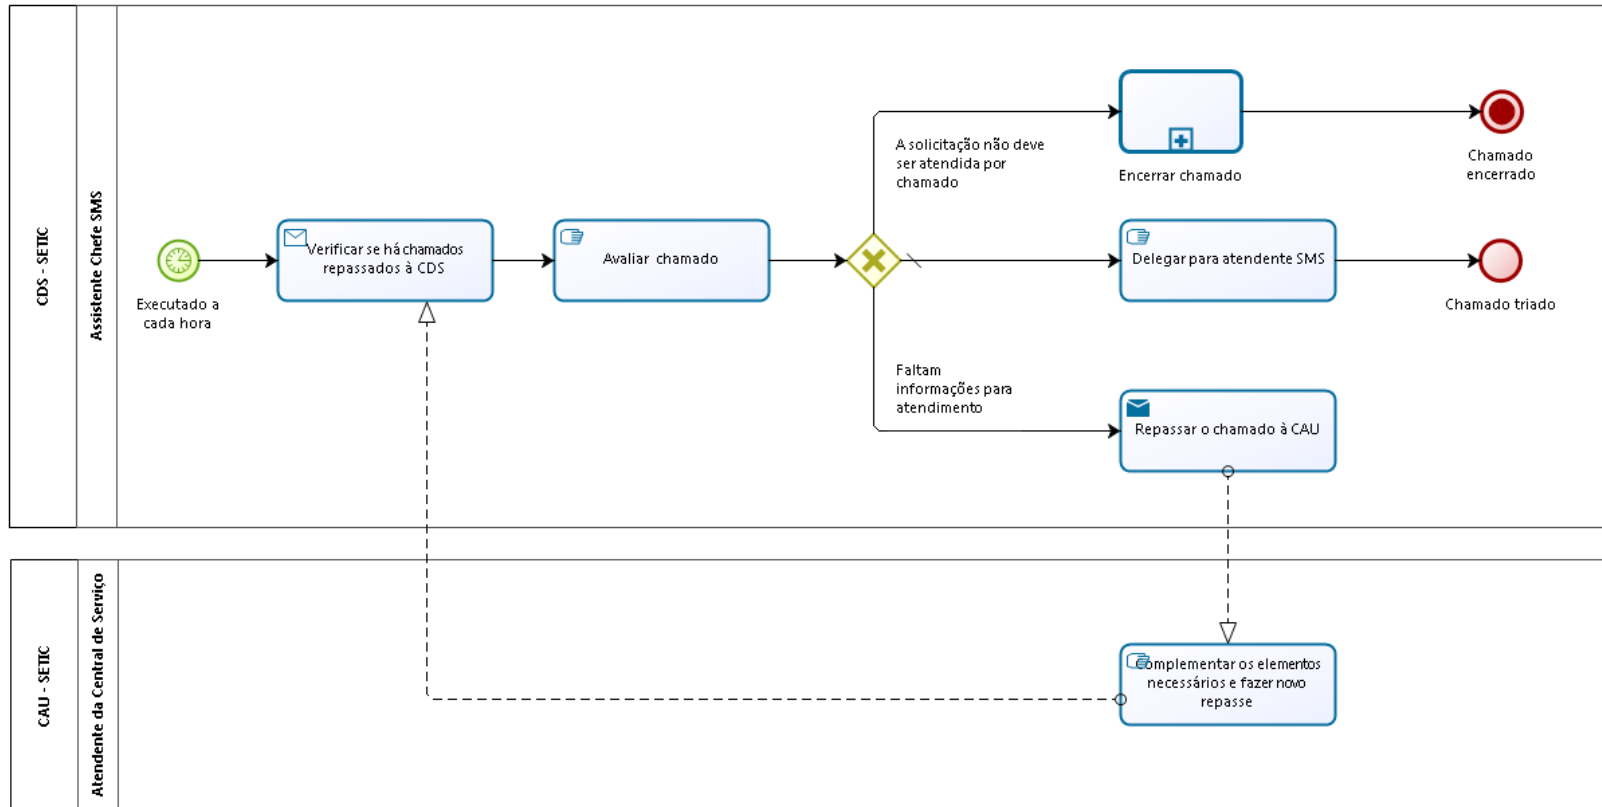 CDS - SETIC
Assistente Chefe SMS
Executado a
cada hora
Verificar se há chamados
repassados à CDS
Avaliar chamado
A solicitação não deve
ser atendida por
chamado
Encerrar chamado
Chamado
encerrado
Delegar para atendente SMS
Chamado triado
Faltam
informações para
atendimento
Repassar o chamado à CAU
CAU - SETIC
Atendente da Central de Serviço
Complementar os elementos
necessários e fazer novo
repasse